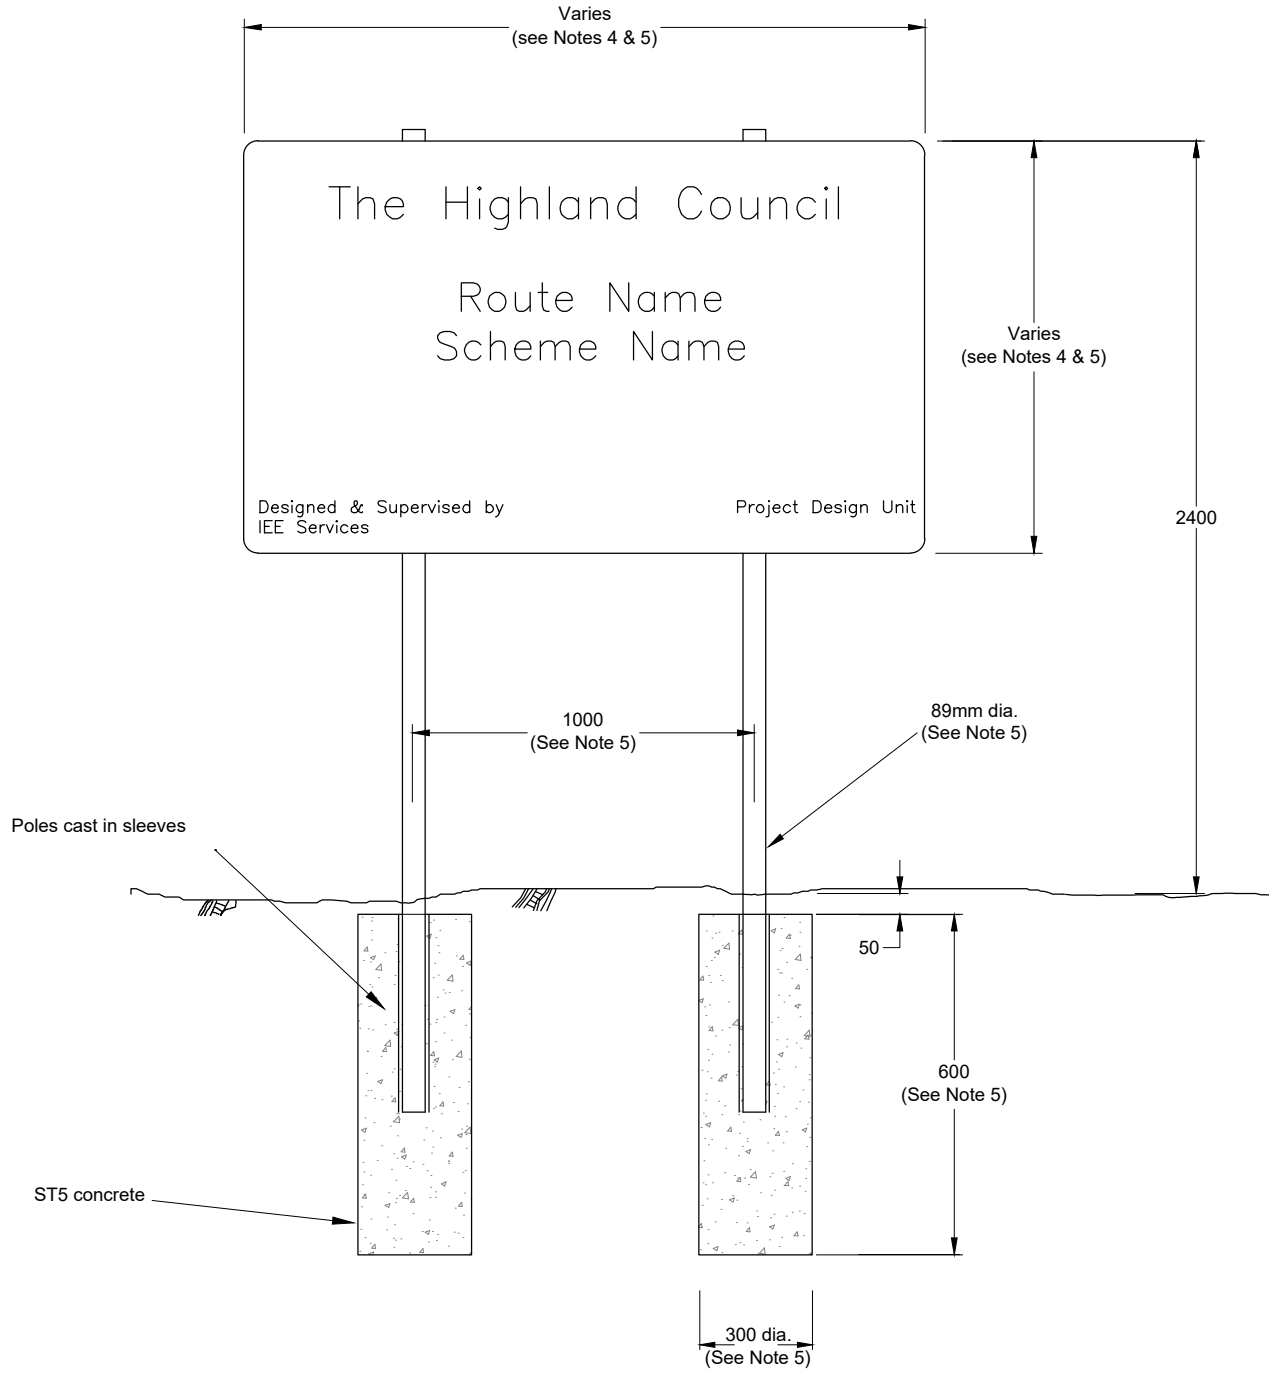 Varies
(see Notes 4 & 5)
The Highland Council
Route Name
Scheme Name
Varies
(see Notes 4 & 5)
Designed & Supervised by
IEE Services
Project Design Unit
2400
1000
(See Note 5)
89mm dia.
(See Note 5)
Poles cast in sleeves
50
600
(See Note 5)
ST5 concrete
300 dia.
(See Note 5)